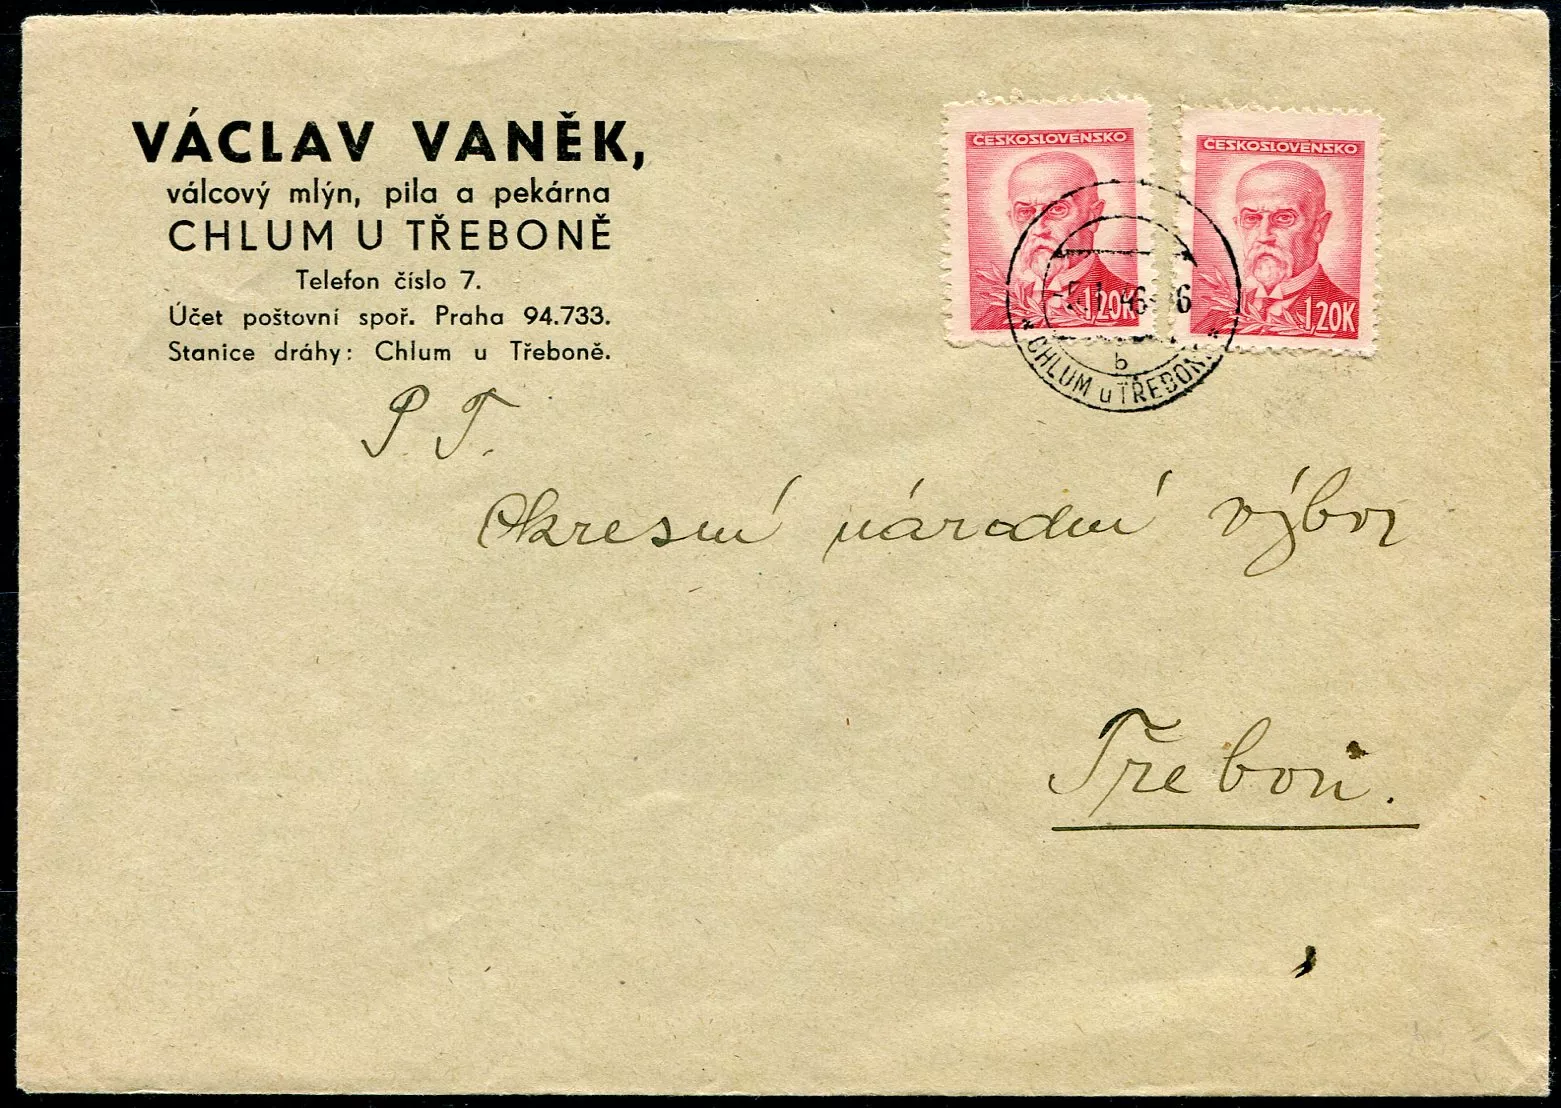 VÁCLAV VANĚK,
válcový mlýn, pila a pekárna
CHLUM U TŘEBONĚ
Telefon číslo 7.
Účet poštovní spoř. Praha 94.733.
Stanice dráhy: Chlum u Třeboně.
ČESKOSLOVENSKO
1·20K
ČESKOSLOVENSKO
1·20K
b
* CHLUM u TŘEBONĚ *
P. T.
Okresní národní výbor
Třeboň.